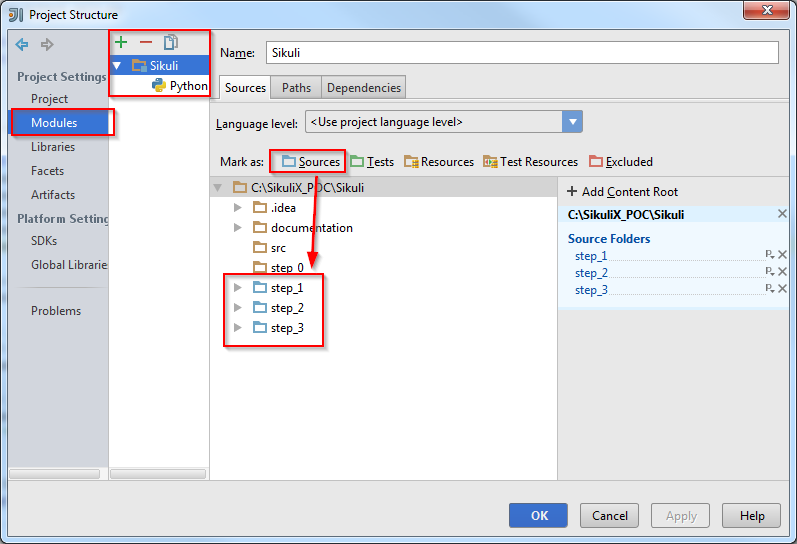 Project Structure
Project Settings
Project
Modules
Libraries
Facets
Artifacts
Platform Setting
SDKs
Global Librarie
Problems
Sikuli
Python
Name: Sikuli
Sources Paths Dependencies
Language level: <Use project language level>
Mark as: Sources Tests Resources Test Resources Excluded
C:\SikuliX_POC\Sikuli
.idea
documentation
src
step_0
step_1
step_2
step_3
+ Add Content Root
C:\SikuliX_POC\Sikuli
Source Folders
step_1
step_2
step_3
OK Cancel Apply Help